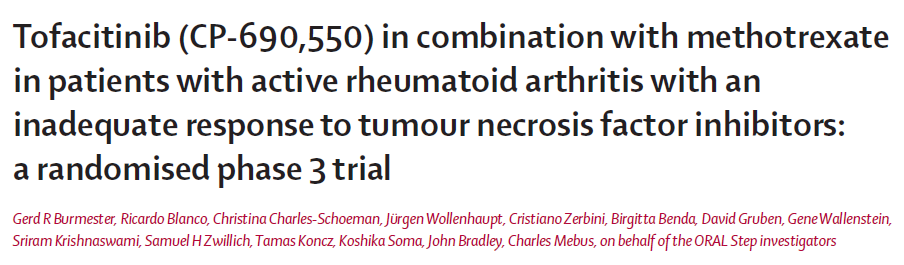 Tofacitinib (CP-690,550) in combination with methotrexate
in patients with active rheumatoid arthritis with an
inadequate response to tumour necrosis factor inhibitors:
a randomised phase 3 trial
Gerd R Burmester, Ricardo Blanco, Christina Charles-Schoeman, Jürgen Wollenhaupt, Cristiano Zerbini, Birgitta Benda, David Gruben, Gene Wallenstein,
Sriram Krishnaswami, Samuel H Zwillich, Tamas Koncz, Koshika Soma, John Bradley, Charles Mebus, on behalf of the ORAL Step investigators